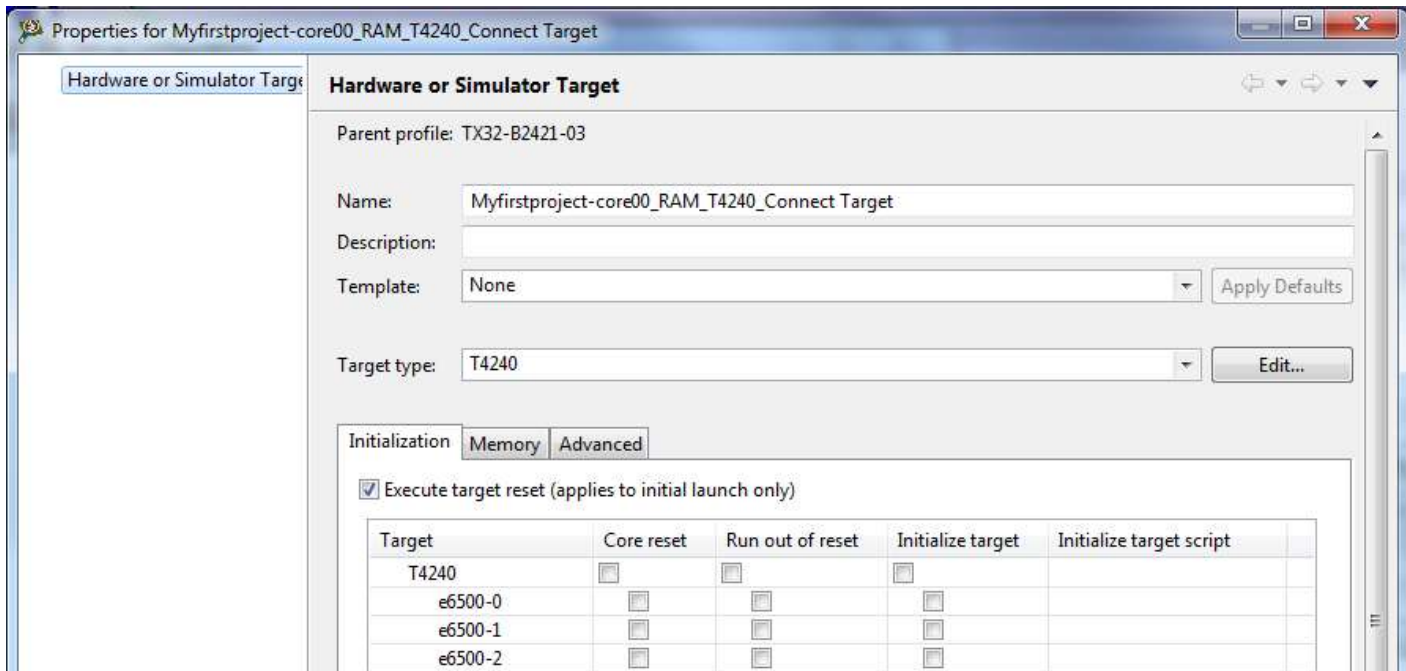 Properties for Myfirstproject-core00_RAM_T4240_Connect Target
Hardware or Simulator Targe
Hardware or Simulator Target
Parent profile: TX32-B2421-03
Name: Myfirstproject-core00_RAM_T4240_Connect Target
Description:
Template: None Apply Defaults
Target type: T4240 Edit...
Initialization Memory Advanced
Execute target reset (applies to initial launch only)
Target Core reset Run out of reset Initialize target Initialize target script
T4240
e6500-0
e6500-1
e6500-2